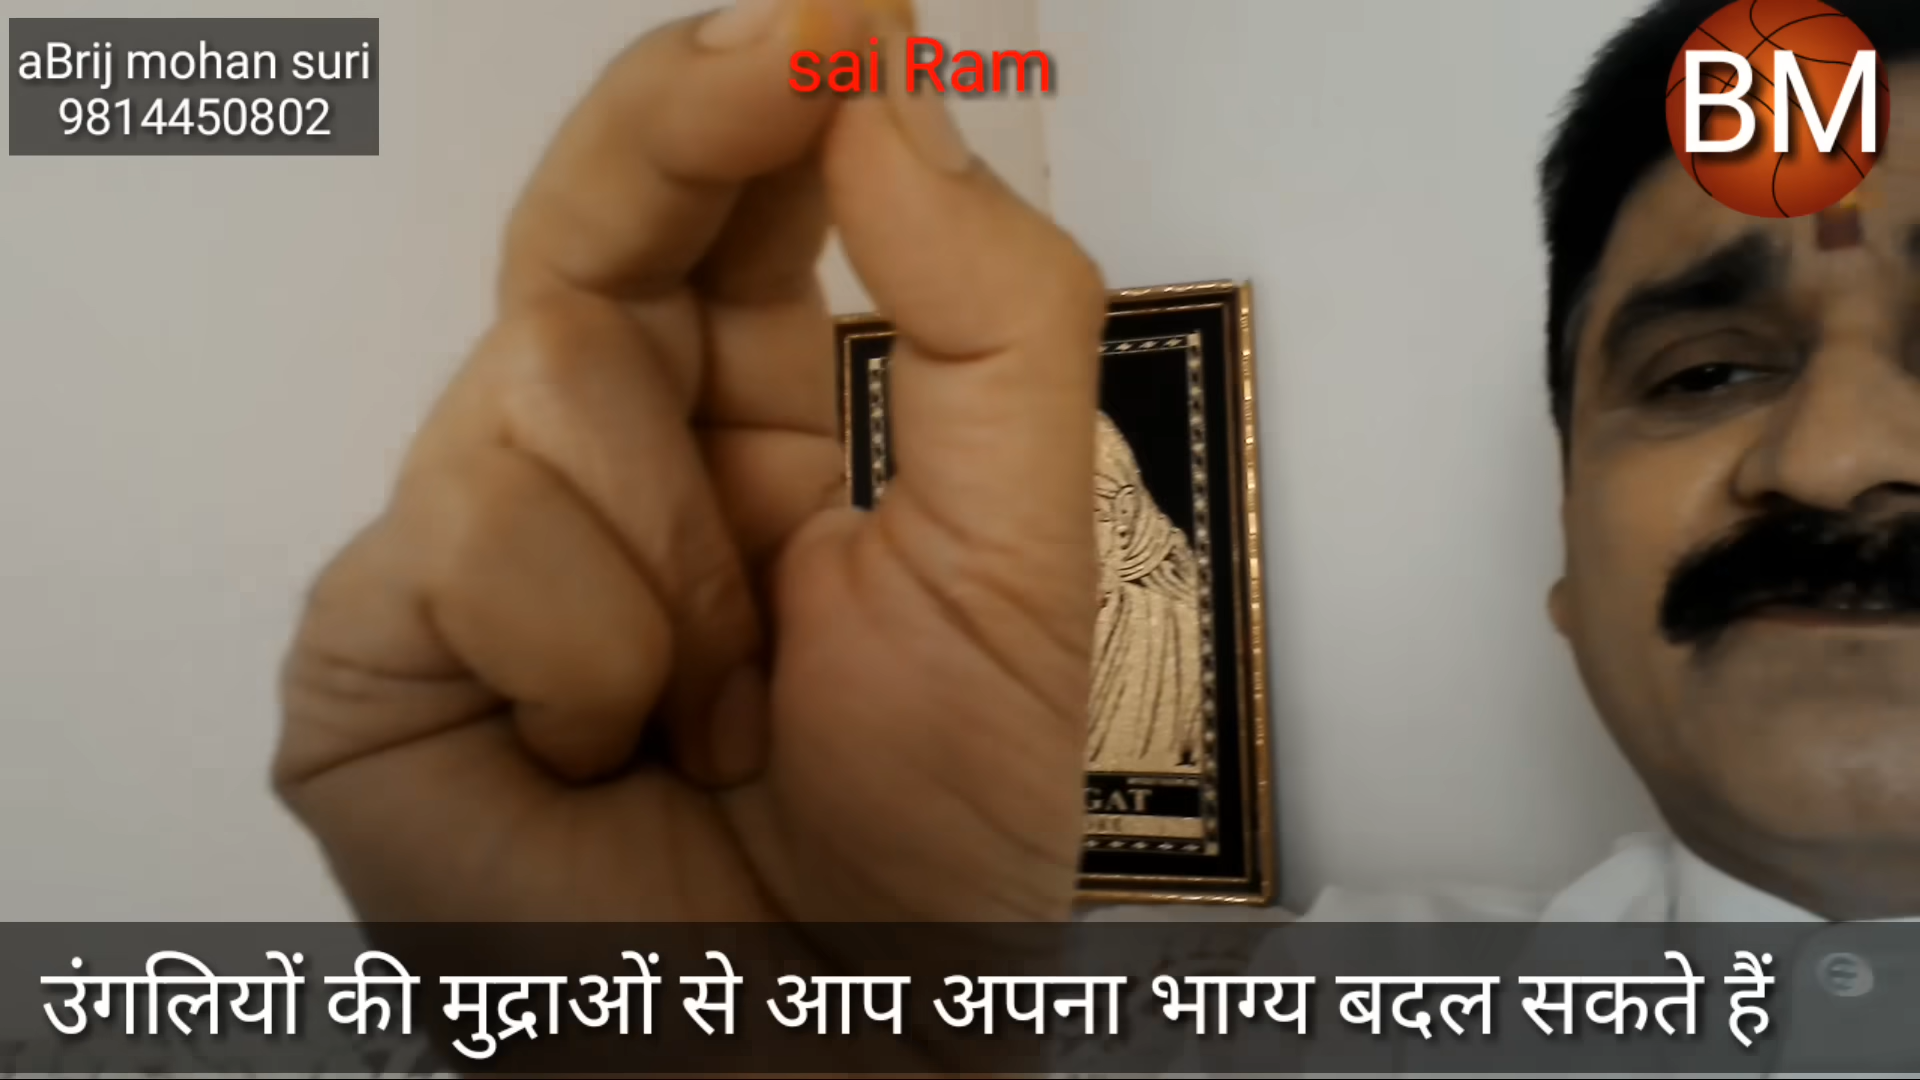 aBrij mohan suri
9814450802
sai Ram
BM
GAT
उंगलियों की मुद्राओं से आप अपना भाग्य बदल सकते हैं